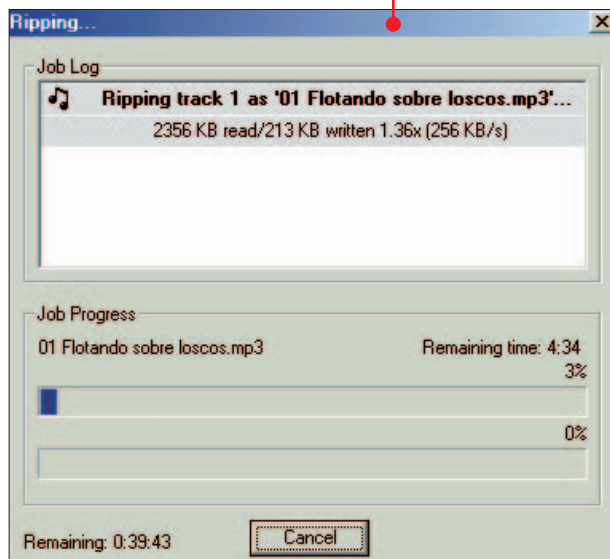 Ripping...
Job Log
Ripping track 1 as '01 Flotando sobre loscos.mp3'...
2356 KB read/213 KB written 1.36x (256 KB/s)
Job Progress
01 Flotando sobre loscos.mp3 Remaining time: 4:34
3%
0%
Remaining: 0:39:43 Cancel